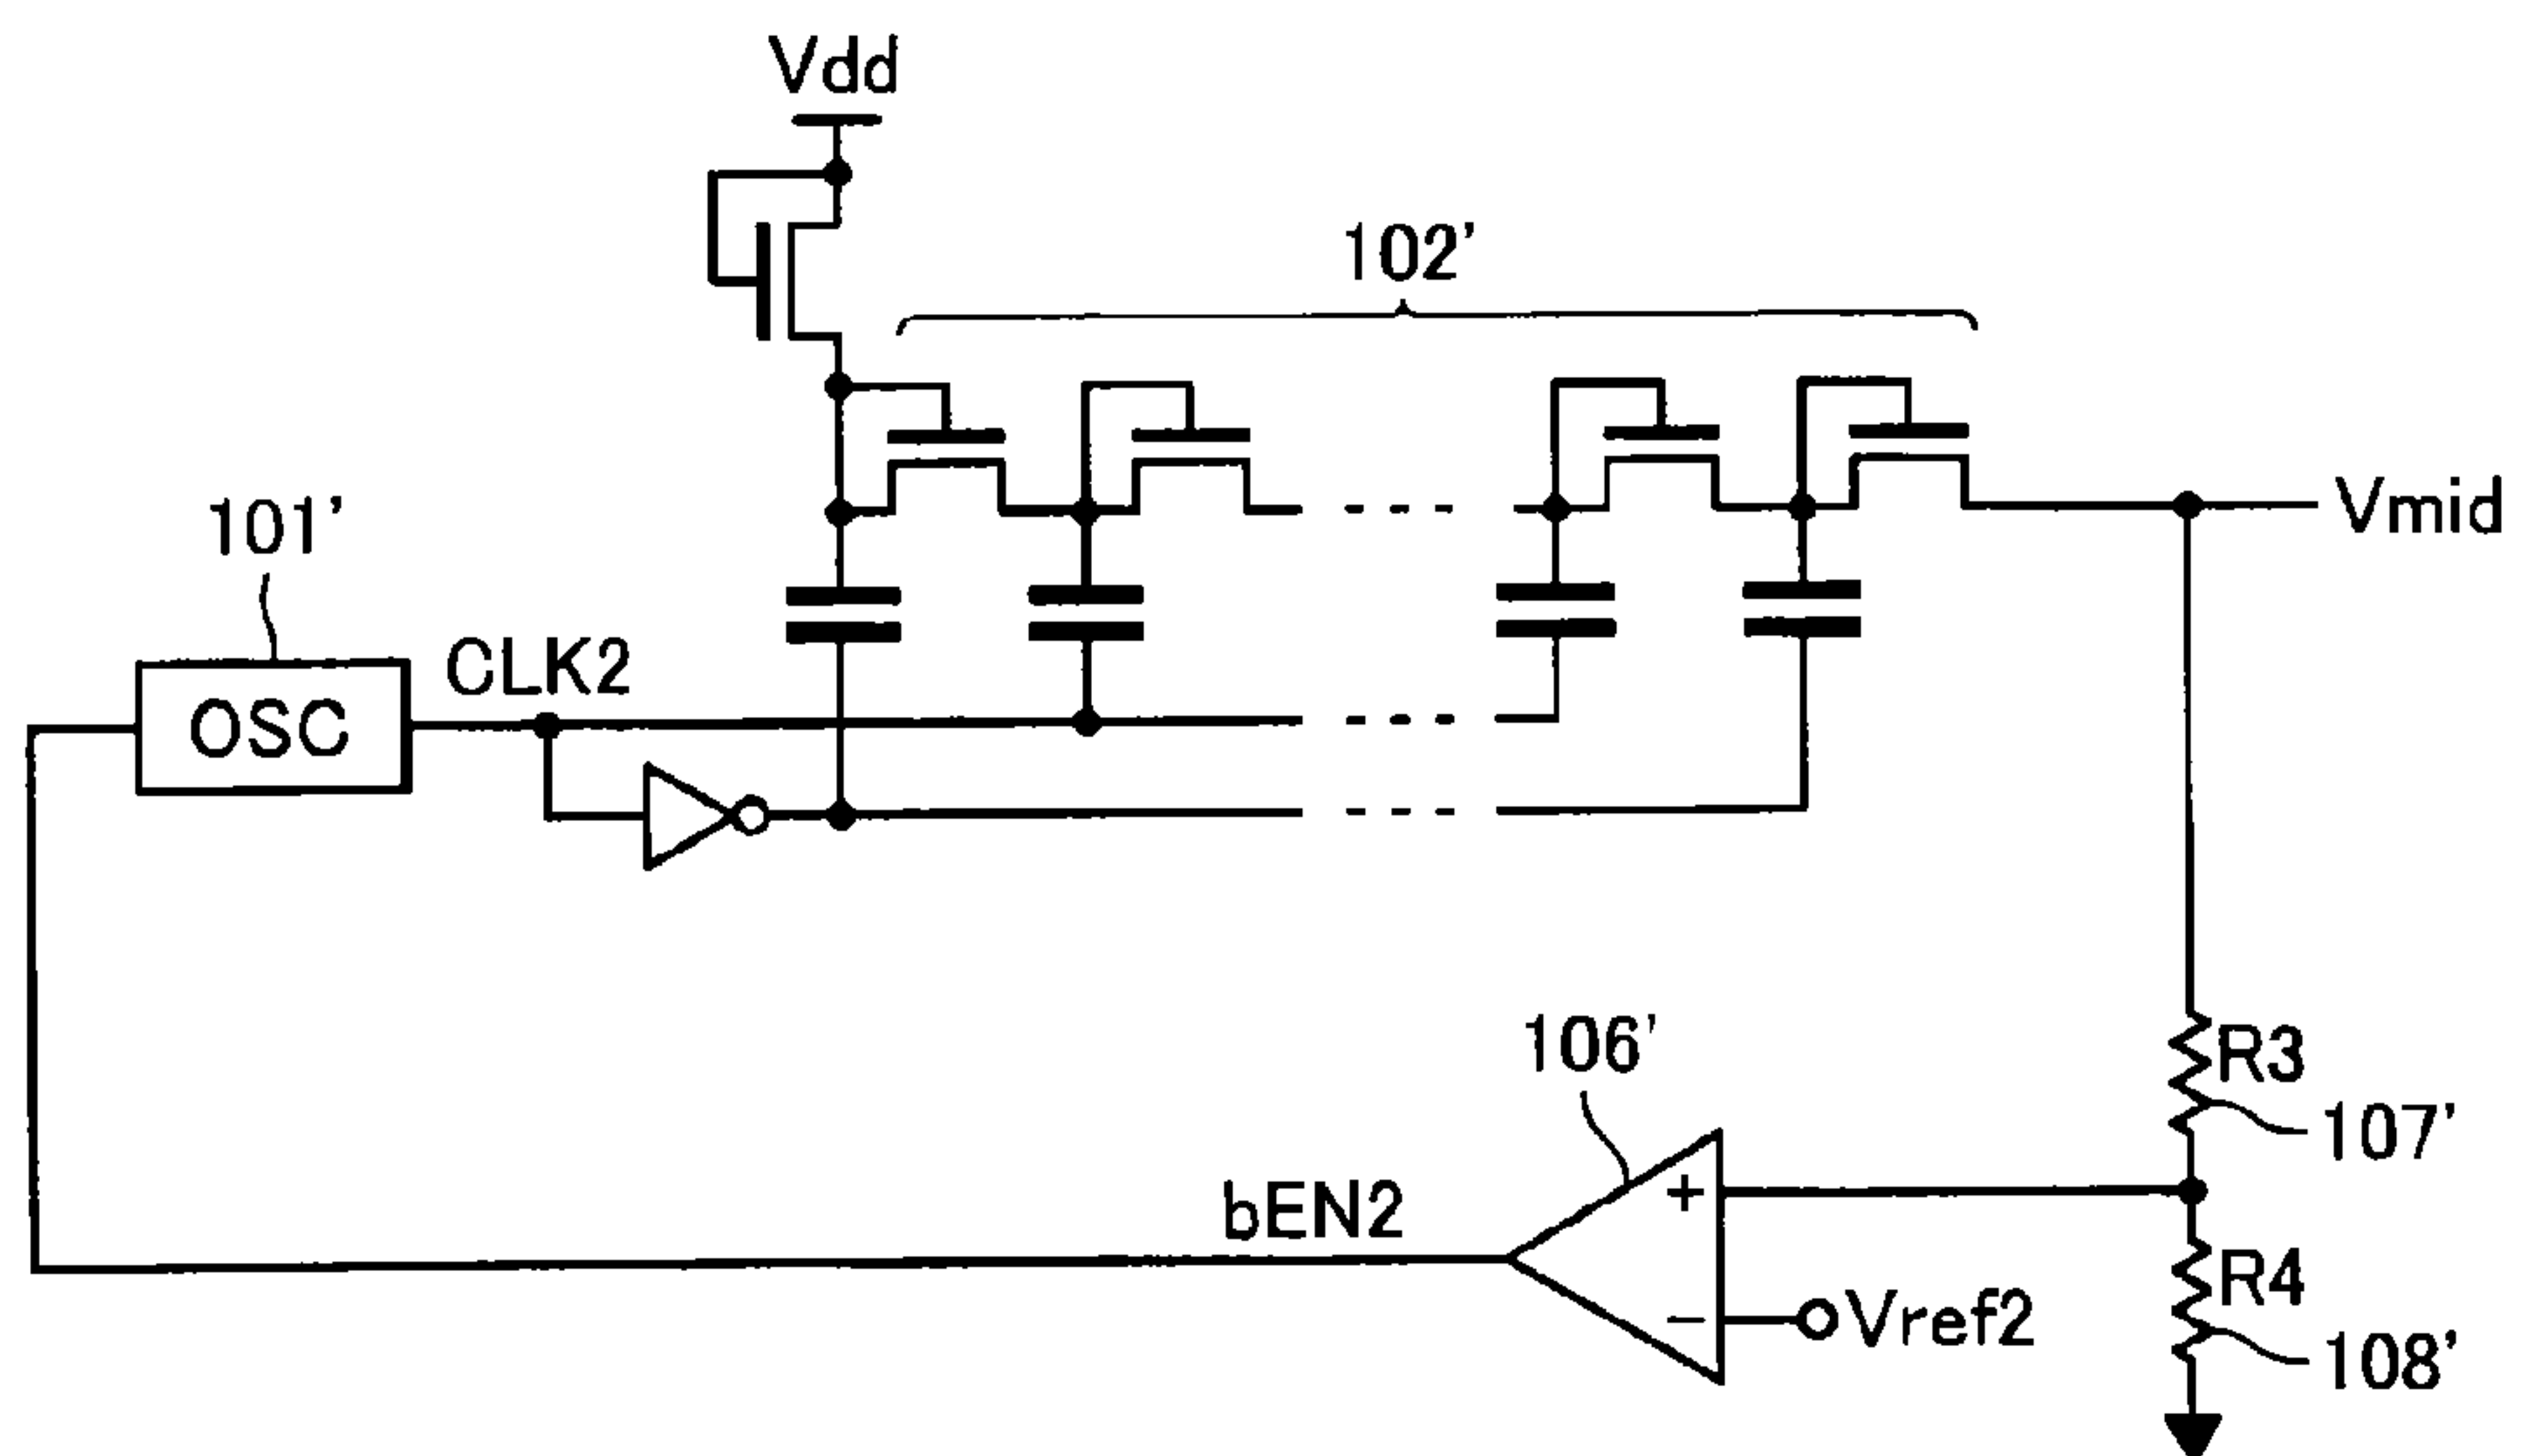 Vdd
102'
Vmid
101'
OSC
CLK2
R3
107'
106'
+
bEN2
−
Vref2
R4
108'